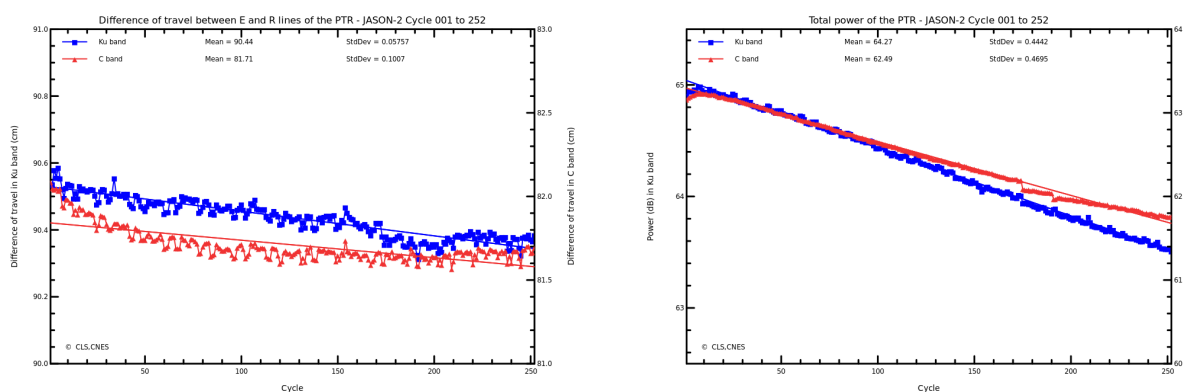 Difference of travel between E and R lines of the PTR - JASON-2 Cycle 001 to 252
91.0
90.8
90.6
90.4
90.2
90.0
83.0
82.5
82.0
81.5
81.0
Ku band Mean = 90.44 StdDev = 0.05757
C band Mean = 81.71 StdDev = 0.1007
Difference of travel in Ku band (cm)
Difference of travel in C band (cm)
© CLS,CNES
50 100 150 200 250
Cycle
Total power of the PTR - JASON-2 Cycle 001 to 252
65
64
63
64
63
62
61
60
Ku band Mean = 64.27 StdDev = 0.4442
C band Mean = 62.49 StdDev = 0.4695
Power (dB) in Ku band
© CLS,CNES
50 100 150 200 250
Cycle